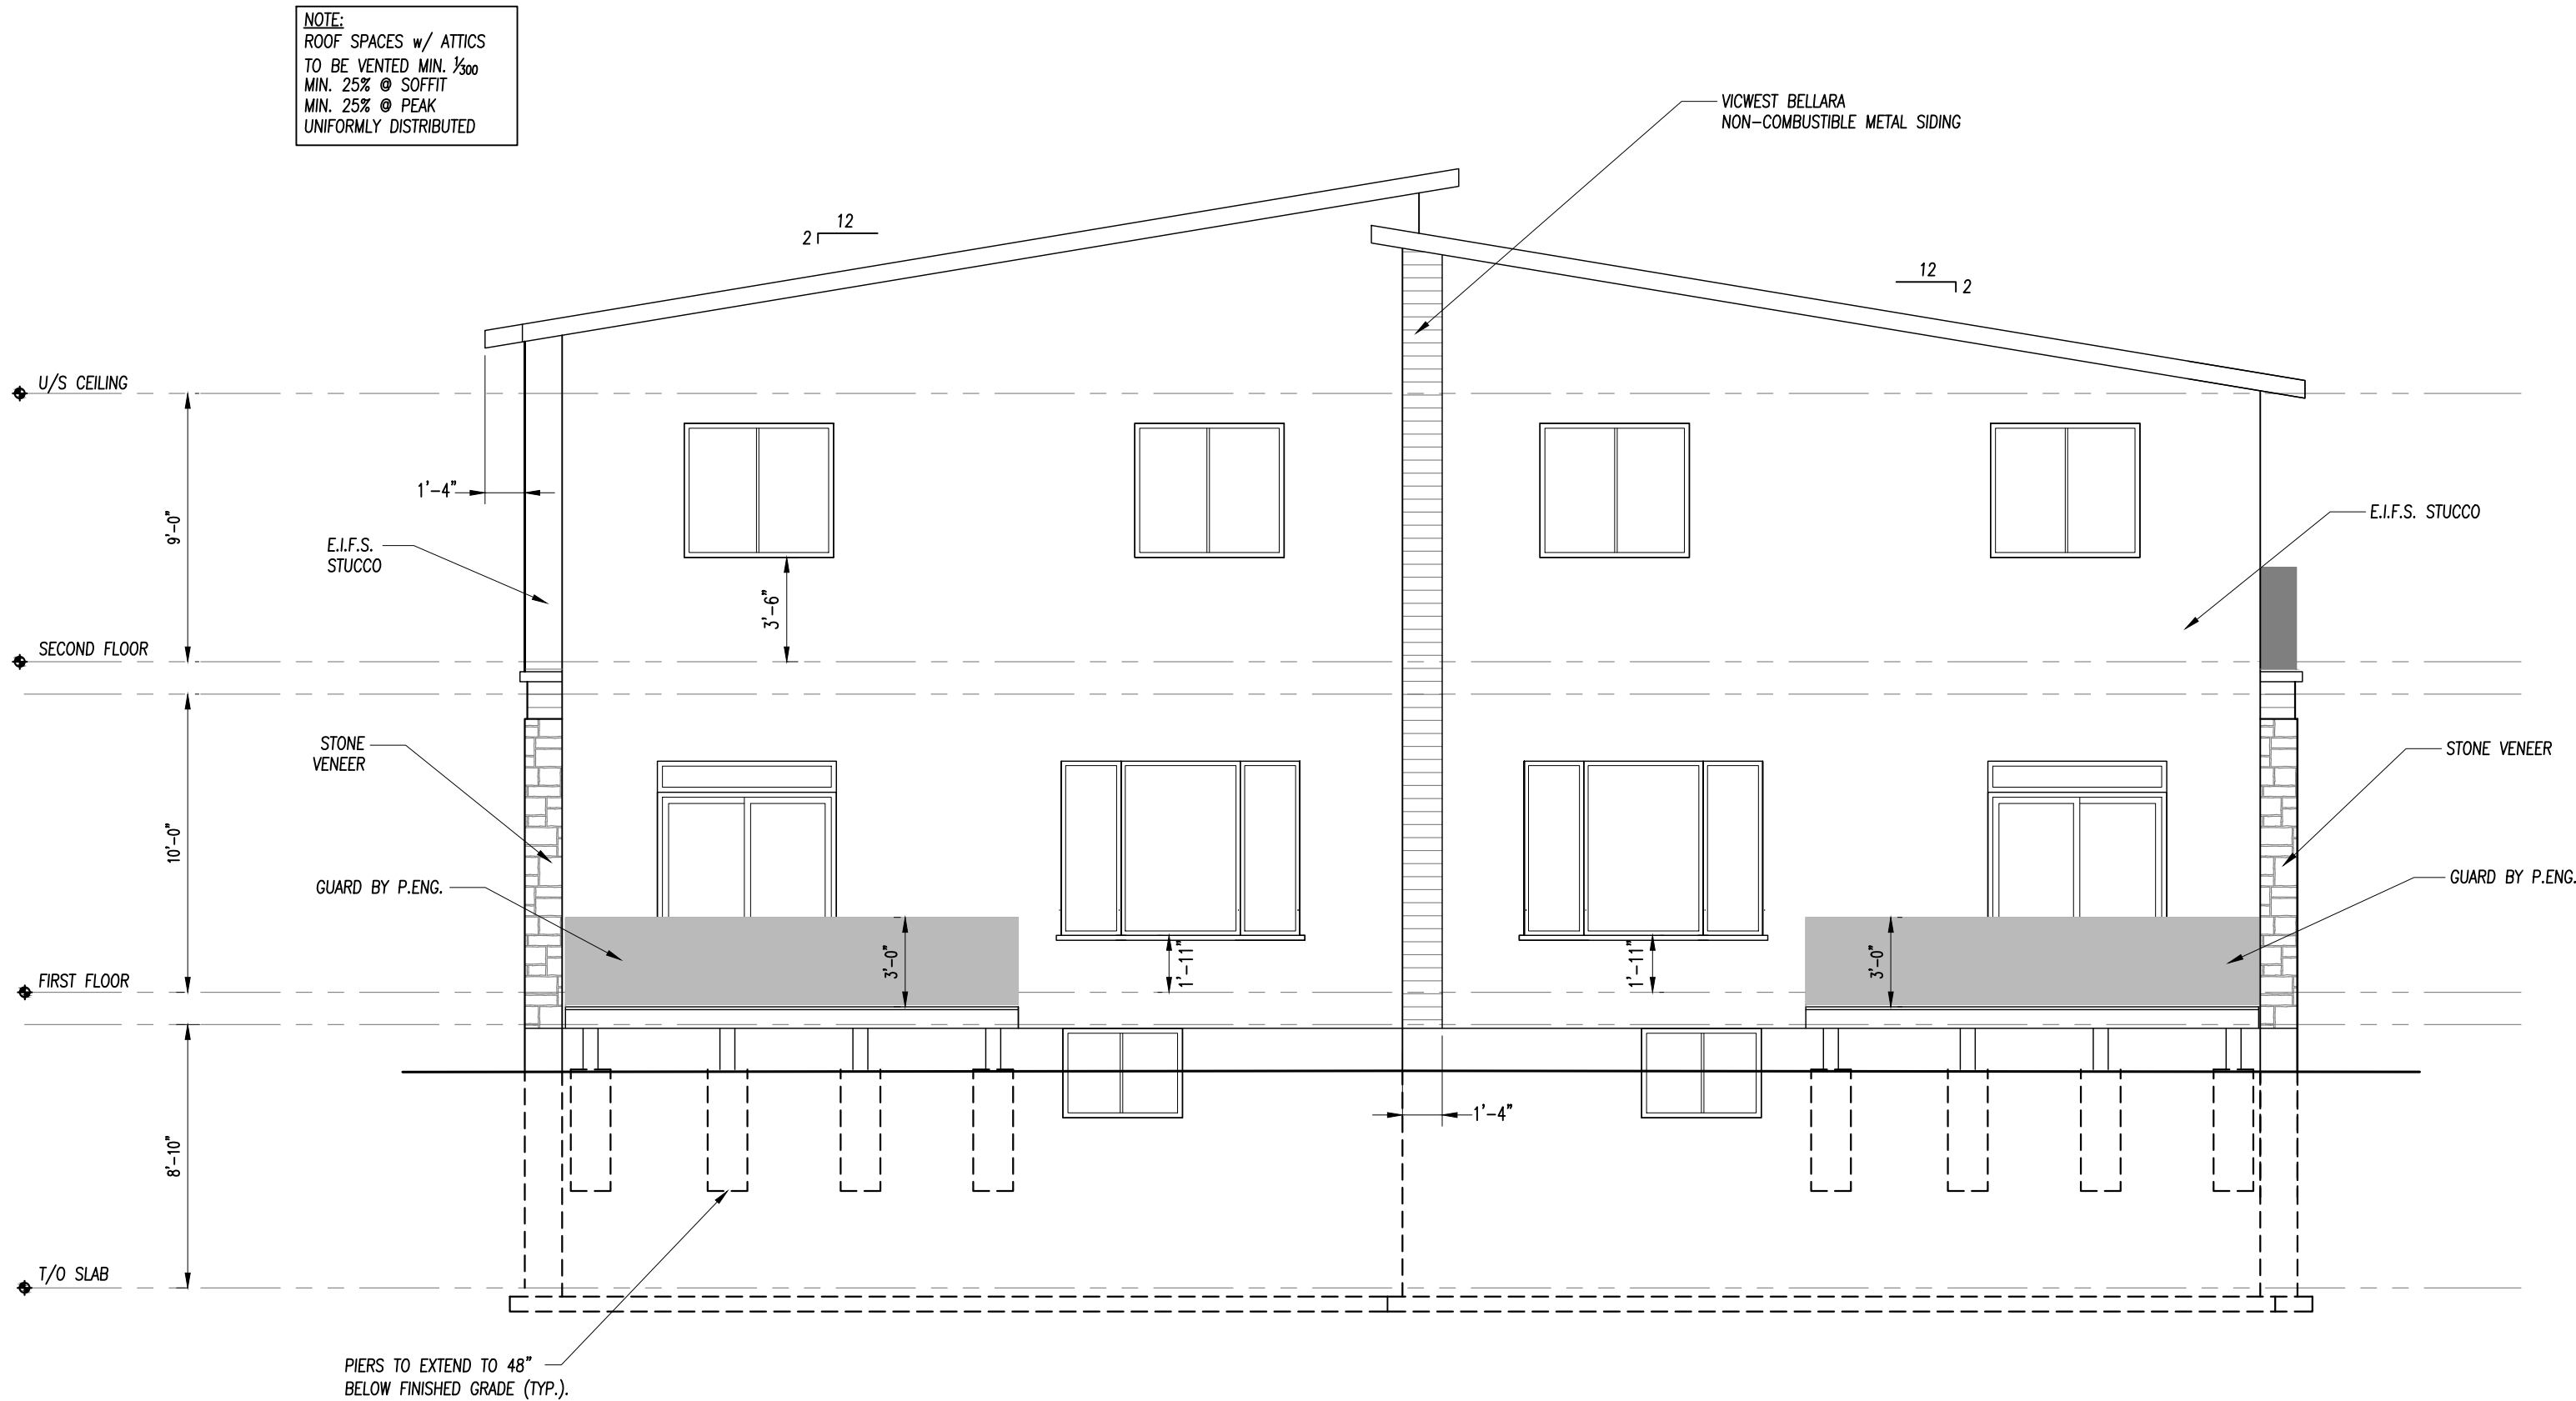 NOTE:
ROOF SPACES w/ ATTICS
TO BE VENTED MIN. 1/300
MIN. 25% @ SOFFIT
MIN. 25% @ PEAK
UNIFORMLY DISTRIBUTED
VICWEST BELLARA
NON-COMBUSTIBLE METAL SIDING
12
2
12
2
U/S CEILING
1'-4"
9'-0"
E.I.F.S.
STUCCO
E.I.F.S. STUCCO
3'-6"
SECOND FLOOR
STONE
VENEER
STONE VENEER
10'-0"
GUARD BY P.ENG.
GUARD BY P.ENG.
3'-0"
1'-11"
1'-11"
3'-0"
FIRST FLOOR
1'-4"
8'-10"
T/O SLAB
PIERS TO EXTEND TO 48"
BELOW FINISHED GRADE (TYP.).